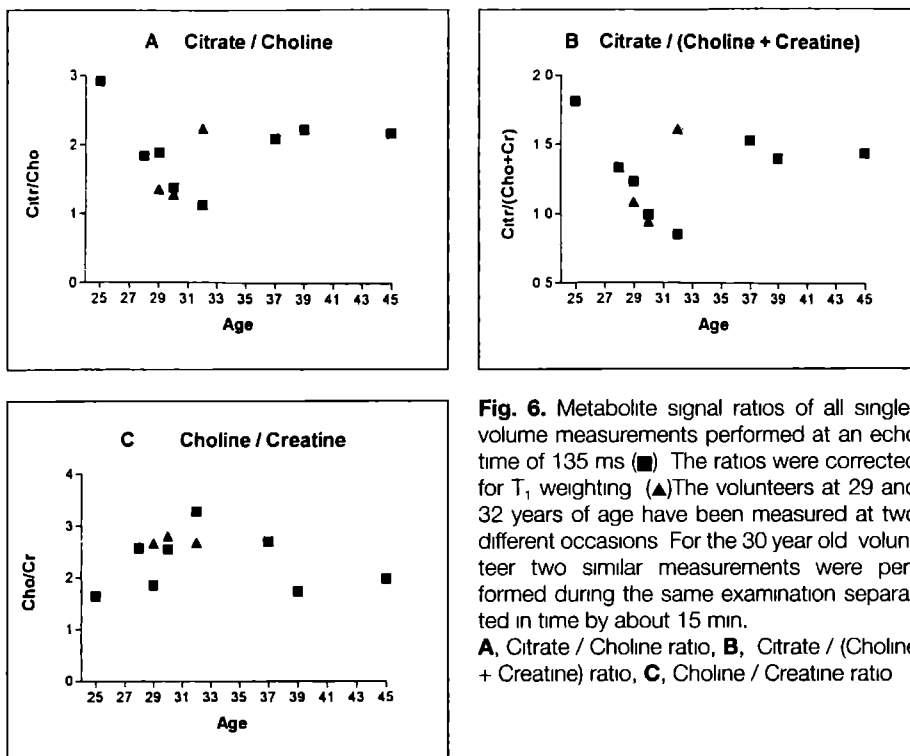 A Citrate / Choline
3
2
1
0
Citr/Cho
25 27 29 31 33 35 37 39 41 43 45
Age
B Citrate / (Choline + Creatine)
2 0
1 5
1 0
0 5
Citr/(Cho+Cr)
25 27 29 31 33 35 37 39 41 43 45
Age
C Choline / Creatine
4
3
2
1
0
Cho/Cr
25 27 29 31 33 35 37 39 41 43 45
Age
Fig. 6. Metabolite signal ratios of all single
volume measurements performed at an echo
time of 135 ms (■) The ratios were corrected
for T₁ weighting (▲)The volunteers at 29 and
32 years of age have been measured at two
different occasions For the 30 year old volun-
teer two similar measurements were per-
formed during the same examination separa-
ted in time by about 15 min.
A, Citrate / Choline ratio, B, Citrate / (Choline
+ Creatine) ratio, C, Choline / Creatine ratio